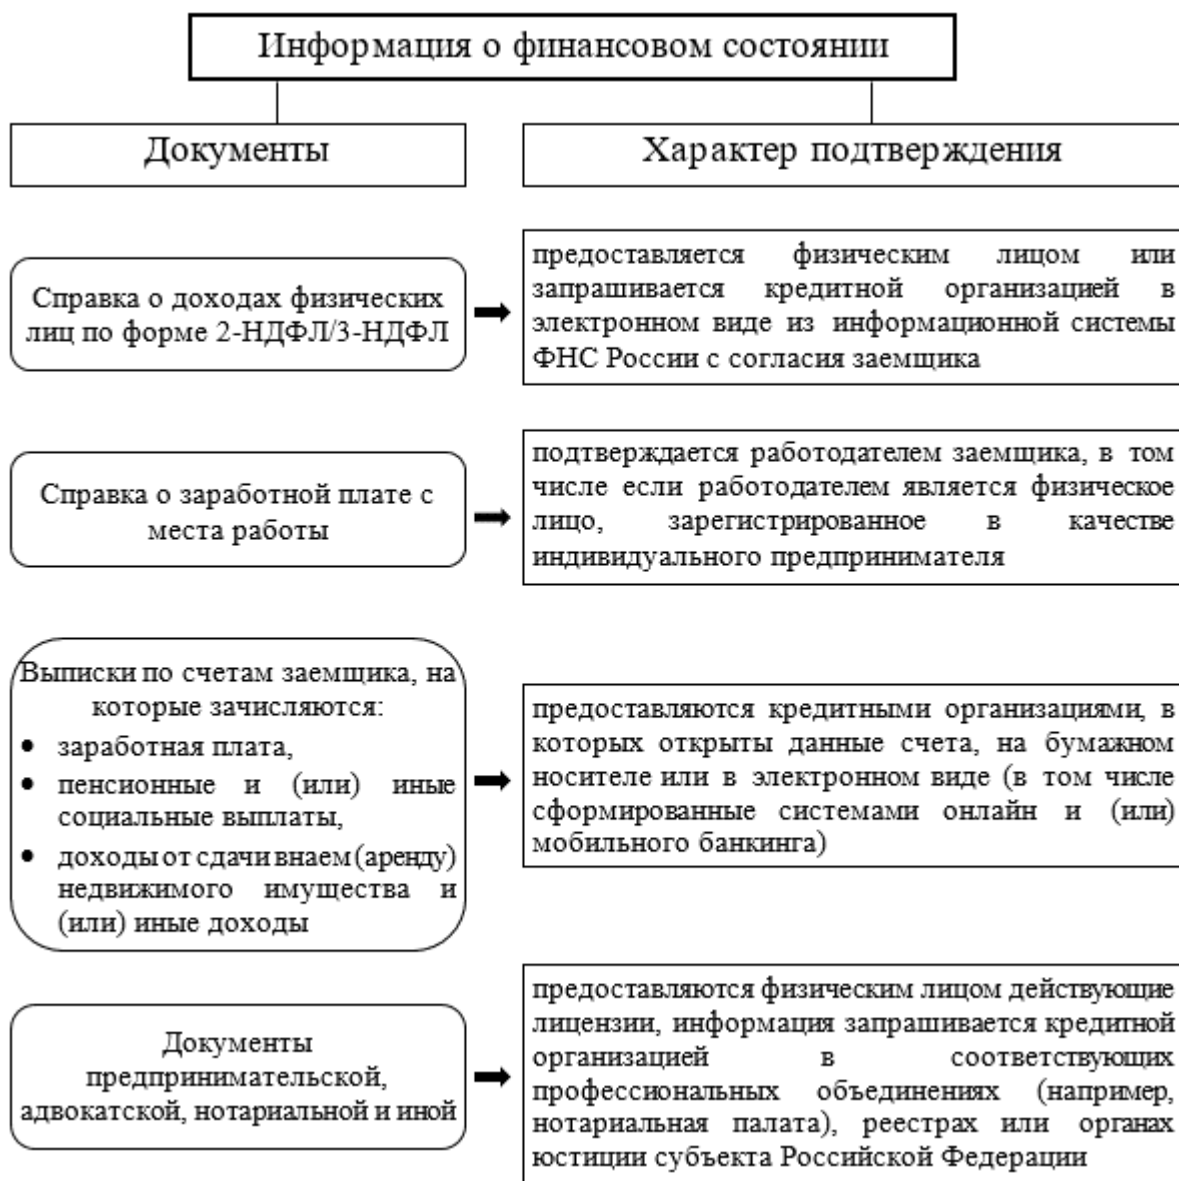 Информация о финансовом состоянии
Документы
Характер подтверждения
Справка о доходах физических
лиц по форме 2-НДФЛ/3-НДФЛ
предоставляется физическим лицом или
запрашивается кредитной организацией в
электронном виде из информационной системы
ФНС России с согласия заемщика
Справка о заработной плате с
места работы
подтверждается работодателем заемщика, в том
числе если работодателем является физическое
лицо, зарегистрированное в качестве
индивидуального предпринимателя
Выписки по счетам заемщика, на
которые зачисляются:
• заработная плата,
• пенсионные и (или) иные
социальные выплаты,
• доходы от сдачи внаем (аренду)
недвижимого имущества и
(или) иные доходы
предоставляются кредитными организациями, в
которых открыты данные счета, на бумажном
носителе или в электронном виде (в том числе
сформированные системами онлайн и (или)
мобильного банкинга)
Документы
предпринимательской,
адвокатской, нотариальной и иной
предоставляются физическим лицом действующие
лицензии, информация запрашивается кредитной
организацией в соответствующих
профессиональных объединениях (например,
нотариальная палата), реестрах или органах
юстиции субъекта Российской Федерации